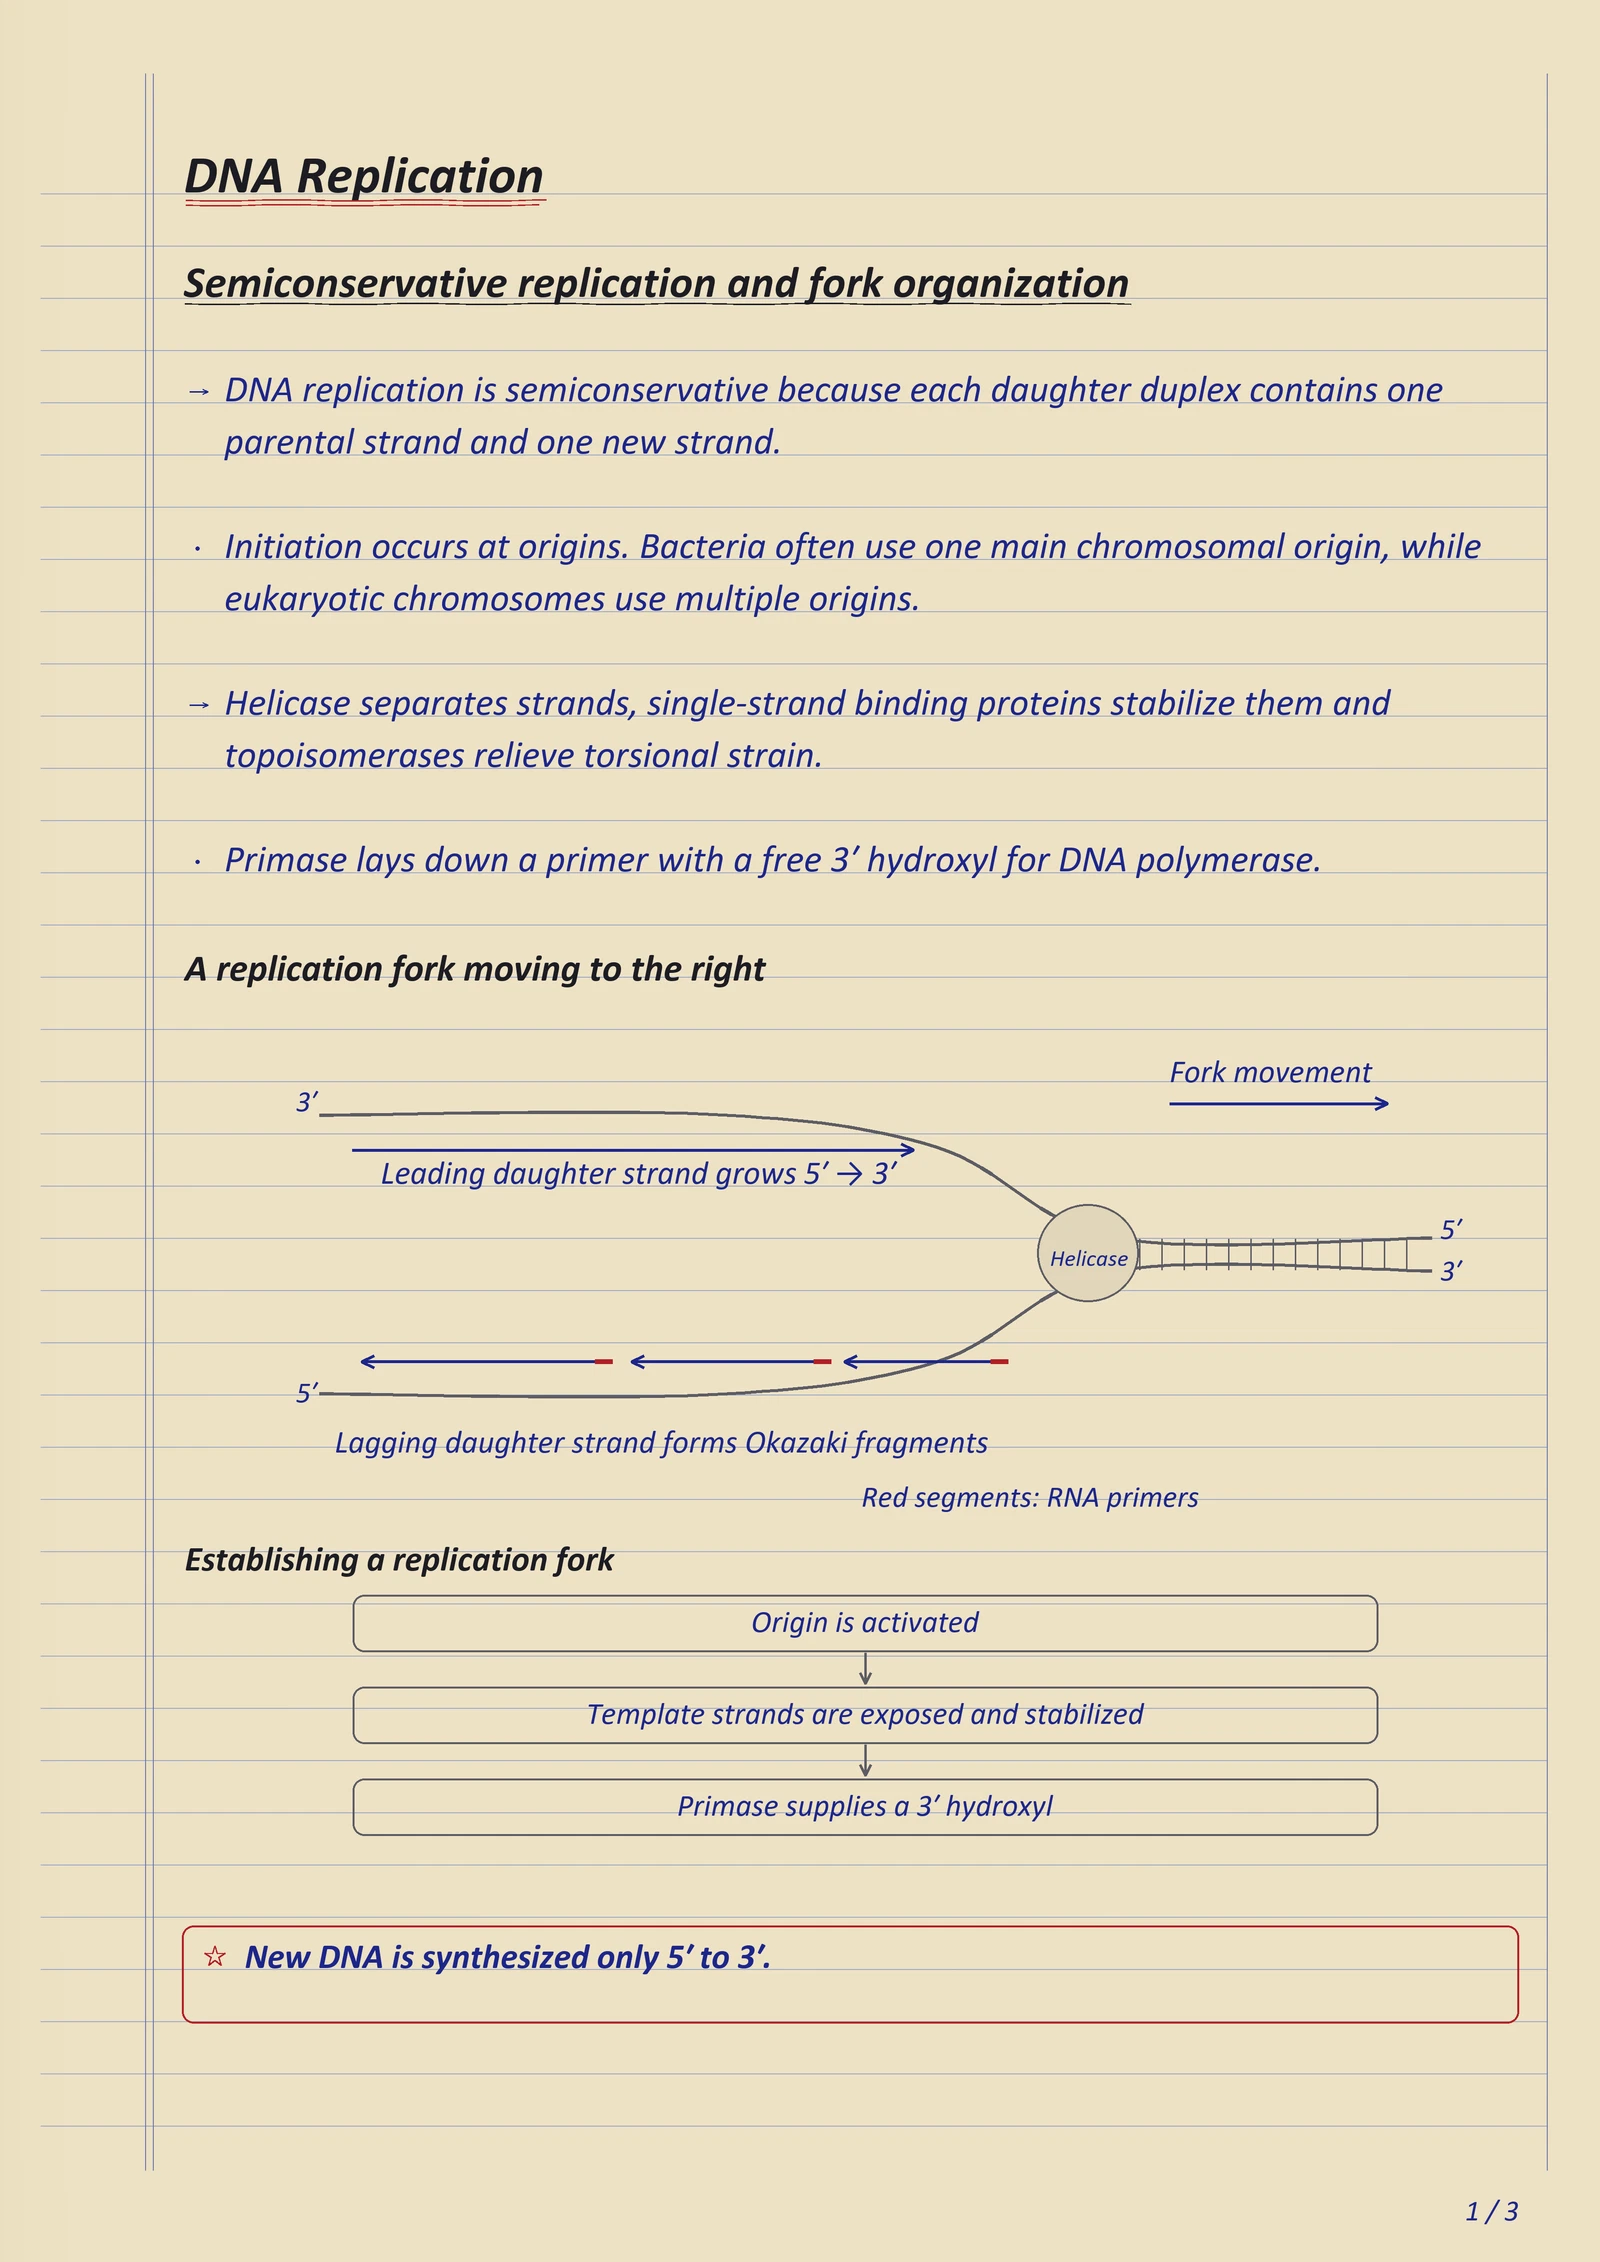 DNA Replication
Semiconservative replication and fork organization
→ DNA replication is semiconservative because each daughter duplex contains one
parental strand and one new strand.
· Initiation occurs at origins. Bacteria often use one main chromosomal origin, while
eukaryotic chromosomes use multiple origins.
→ Helicase separates strands, single-strand binding proteins stabilize them and
topoisomerases relieve torsional strain.
· Primase lays down a primer with a free 3′ hydroxyl for DNA polymerase.
A replication fork moving to the right
Fork movement
3′
Leading daughter strand grows 5′ → 3′
5′
Helicase
3′
5′
Lagging daughter strand forms Okazaki fragments
Red segments: RNA primers
Establishing a replication fork
Origin is activated
Template strands are exposed and stabilized
Primase supplies a 3′ hydroxyl
☆ New DNA is synthesized only 5′ to 3′.
1 / 3